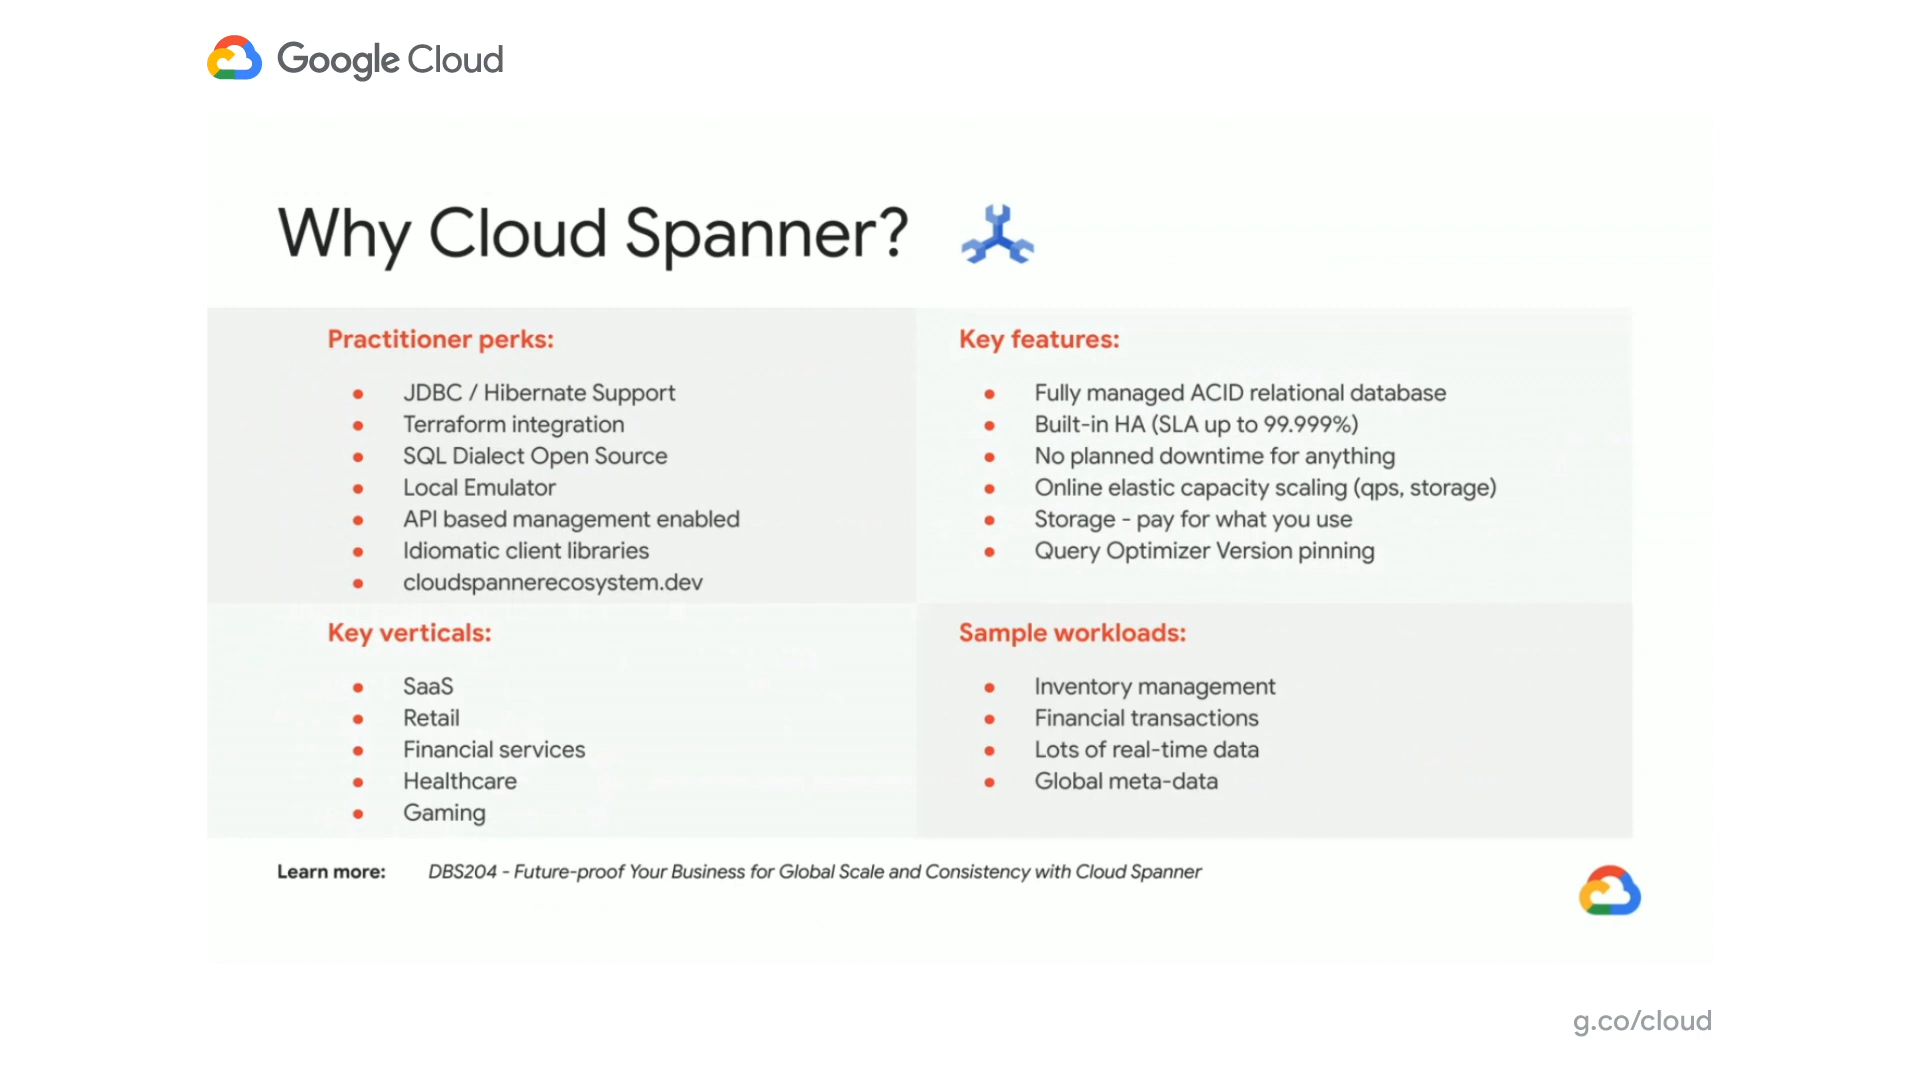 Google Cloud
Why Cloud Spanner?
Practitioner perks:
JDBC / Hibernate Support
Terraform integration
SQL Dialect Open Source
Local Emulator
API based management enabled
Idiomatic client libraries
cloudspannerecosystem.dev
Key features:
Fully managed ACID relational database
Built-in HA (SLA up to 99.999%)
No planned downtime for anything
Online elastic capacity scaling (qps, storage)
Storage - pay for what you use
Query Optimizer Version pinning
Key verticals:
SaaS
Retail
Financial services
Healthcare
Gaming
Sample workloads:
Inventory management
Financial transactions
Lots of real-time data
Global meta-data
Learn more: DBS204 - Future-proof Your Business for Global Scale and Consistency with Cloud Spanner
g.co/cloud